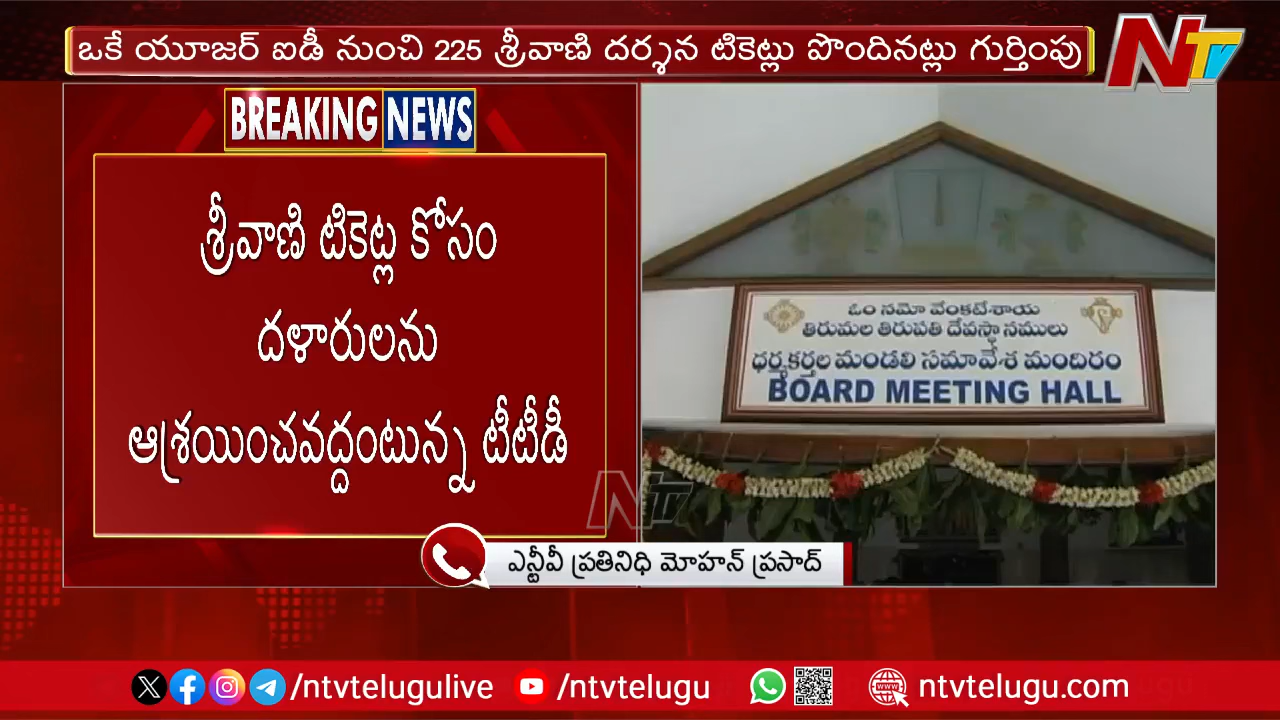 ఒకే యూజర్ ఐడీ నుంచి 225 శ్రీవాణి దర్శన టికెట్లు పొందినట్లు గుర్తింపు
NTV
BREAKING NEWS
శ్రీవాణి టికెట్ల కోసం
దళారులను
ఆశ్రయించవద్దంటున్న టీటీడీ
ఓం నమో వేంకటేశాయ
తిరుమల తిరుపతి దేవస్థానములు
ధర్మకర్తల మండలి సమావేశ మందిరం
BOARD MEETING HALL
NTV
ఎన్టీవీ ప్రతినిధి మోహన్ ప్రసాద్
/ntvtelugulive /ntvtelugu ntvtelugu.com